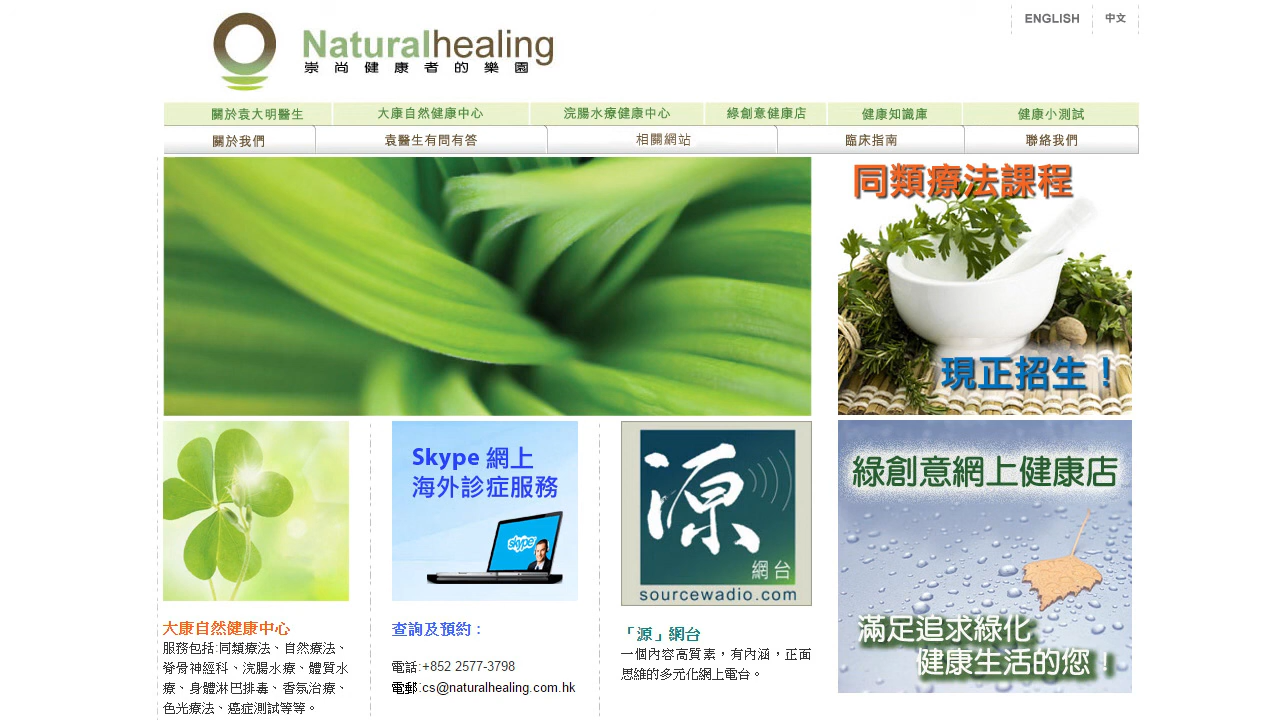 ENGLISH 中文
Naturalhealing
崇尚健康者的樂園
關於袁大明醫生 大康自然健康中心 浣腸水療健康中心 綠創意健康店 健康知識庫 健康小測試
關於我們 袁醫生有問有答 相關網站 臨床指南 聯絡我們
同類療法課程
現正招生！
Skype 網上
海外診症服務
skype
源
網台
sourcewadio.com
綠創意網上健康店
滿足追求綠化
健康生活的您！
大康自然健康中心
服務包括:同類療法、自然療法、
脊骨神經科、浣腸水療、體質水
療、身體淋巴排毒、香氛治療、
色光療法、癌症測試等等。
查詢及預約：
電話:+852 2577-3798
電郵:cs@naturalhealing.com.hk
「源」網台
一個內容高質素，有內涵，正面
思維的多元化網上電台。